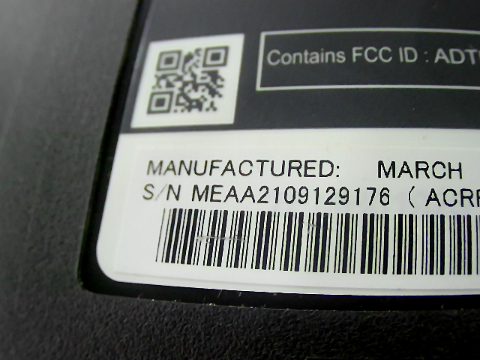 Contains FCC ID : ADT
MANUFACTURED: MARCH
S/N MEAA2109129176 ( ACR